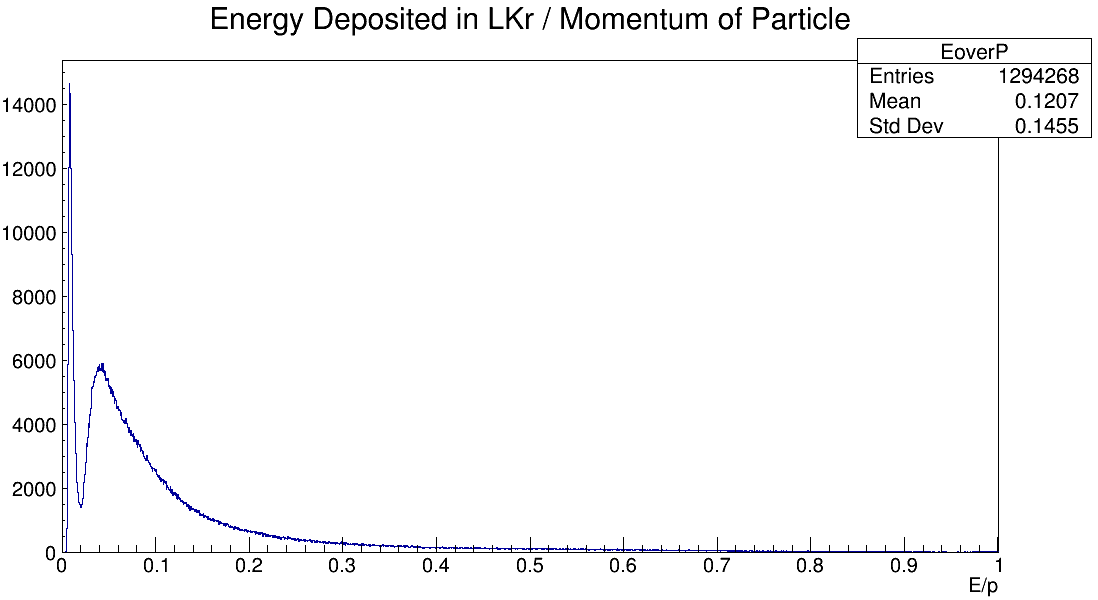 Energy Deposited in LKr / Momentum of Particle
EoverP
Entries 1294268
Mean 0.1207
Std Dev 0.1455
14000
12000
10000
8000
6000
4000
2000
0
0 0.1 0.2 0.3 0.4 0.5 0.6 0.7 0.8 0.9 1
E/p